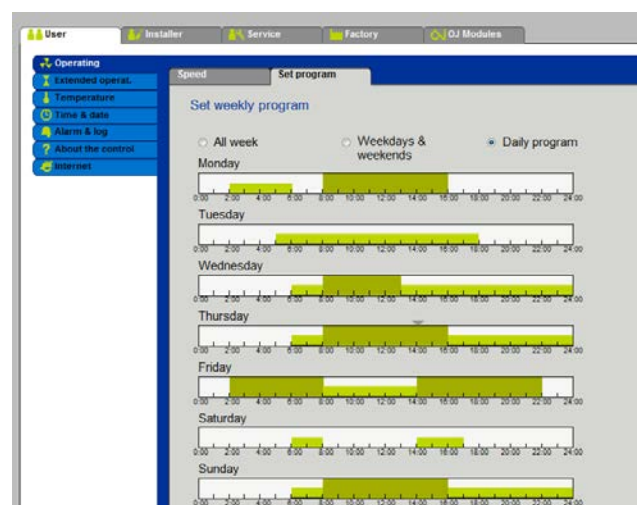 User Installer Service Factory OJ Modules
Operating
Extended operat.
Temperature
Time & date
Alarm & log
About the control
Internet
Speed Set program
Set weekly program
All week Weekdays & weekends Daily program
Monday
0:00 2:00 4:00 6:00 8:00 10:00 12:00 14:00 16:00 18:00 20:00 22:00 24:00
Tuesday
0:00 2:00 4:00 6:00 8:00 10:00 12:00 14:00 16:00 18:00 20:00 22:00 24:00
Wednesday
0:00 2:00 4:00 6:00 8:00 10:00 12:00 14:00 16:00 18:00 20:00 22:00 24:00
Thursday
0:00 2:00 4:00 6:00 8:00 10:00 12:00 14:00 16:00 18:00 20:00 22:00 24:00
Friday
0:00 2:00 4:00 6:00 8:00 10:00 12:00 14:00 16:00 18:00 20:00 22:00 24:00
Saturday
0:00 2:00 4:00 6:00 8:00 10:00 12:00 14:00 16:00 18:00 20:00 22:00 24:00
Sunday
0:00 2:00 4:00 6:00 8:00 10:00 12:00 14:00 16:00 18:00 20:00 22:00 24:00